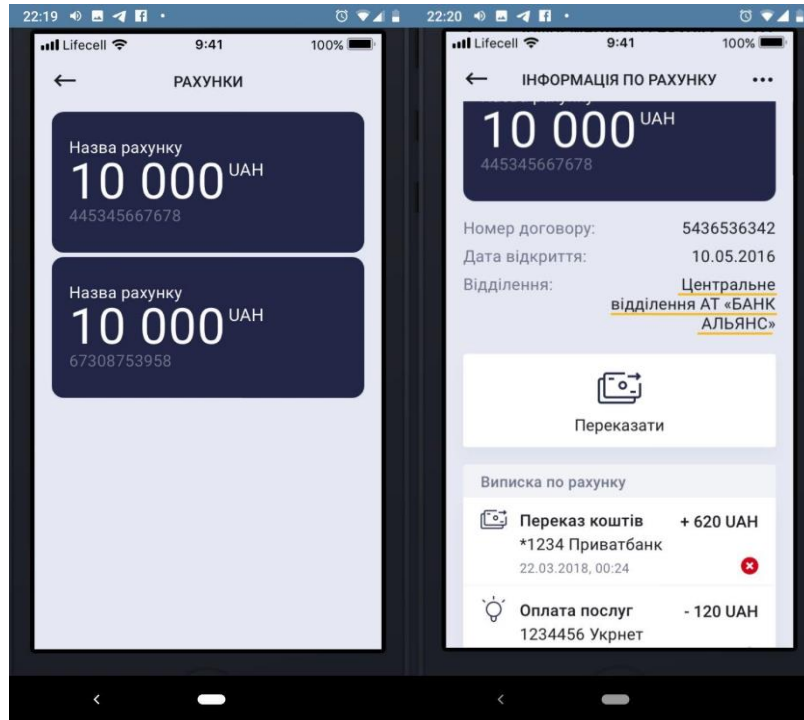 22:19
Lifecell 9:41 100%
РАХУНКИ
Назва рахунку
10 000 UAH
445345667678
Назва рахунку
10 000 UAH
67308753958
22:20
Lifecell 9:41 100%
ІНФОРМАЦІЯ ПО РАХУНКУ
10 000 UAH
445345667678
Номер договору: 5436536342
Дата відкриття: 10.05.2016
Відділення: Центральне
відділення АТ «БАНК
АЛЬЯНС»
Переказати
Виписка по рахунку
Переказ коштів + 620 UAH
*1234 Приватбанк
22.03.2018, 00:24
Оплата послуг - 120 UAH
1234456 Укрнет